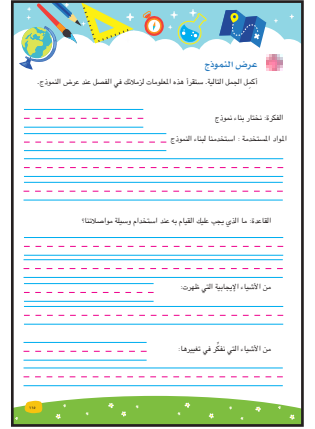 عرض النموذج
أكمِل الجمل التالية. ستقرأ هذه المعلومات لزملائك في الفصل عند عرض النموذج.
الفكرة: نختار بناء نموذج
المواد المستخدمة : استخدمنا لبناء النموذج
القاعدة: ما الذي يجب عليك القيام به عند استخدام وسيلة مواصلاتنا؟
من الأشياء الإيجابية التي ظهرت:
من الأشياء التي نفكّر في تغييرها: